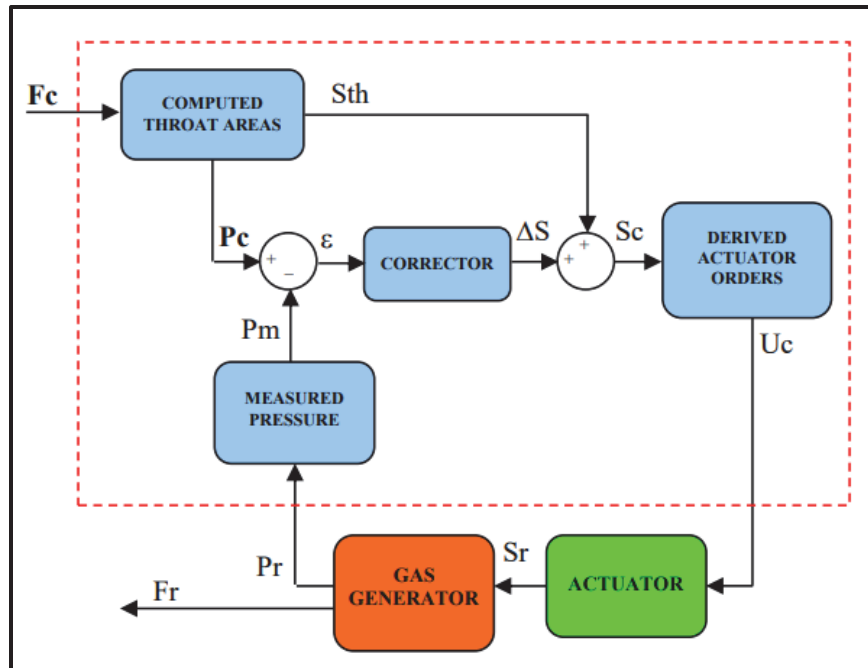 Fc
COMPUTED
THROAT AREAS
Sth
Pc
+
−
ε
CORRECTOR
ΔS
+
+
Sc
DERIVED
ACTUATOR
ORDERS
Pm
Uc
MEASURED
PRESSURE
Pr
Fr
GAS
GENERATOR
Sr
ACTUATOR